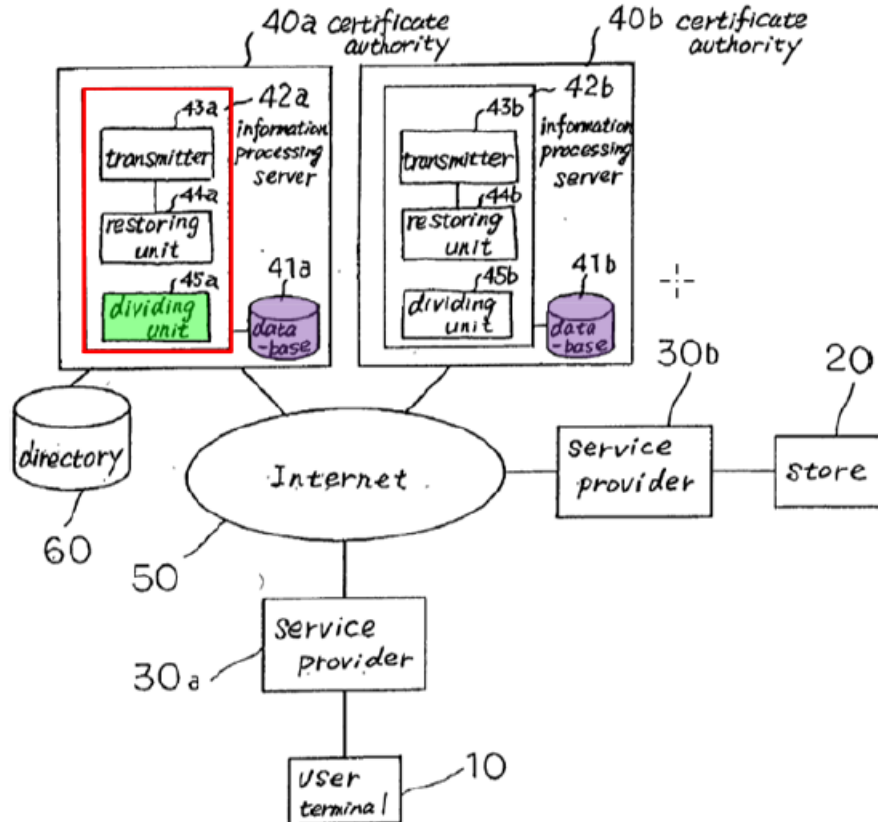 40a certificate
authority
40b certificate
authority
43a
42a
information
processing
server
transmitter
44a
restoring
unit
45a
dividing
unit
41a
data
-base
43b
42b
information
processing
server
transmitter
44b
restoring
unit
45b
dividing
unit
41b
data
-base
directory
60
Internet
50
30b
service
provider
20
store
service
provider
30a
user
terminal
10